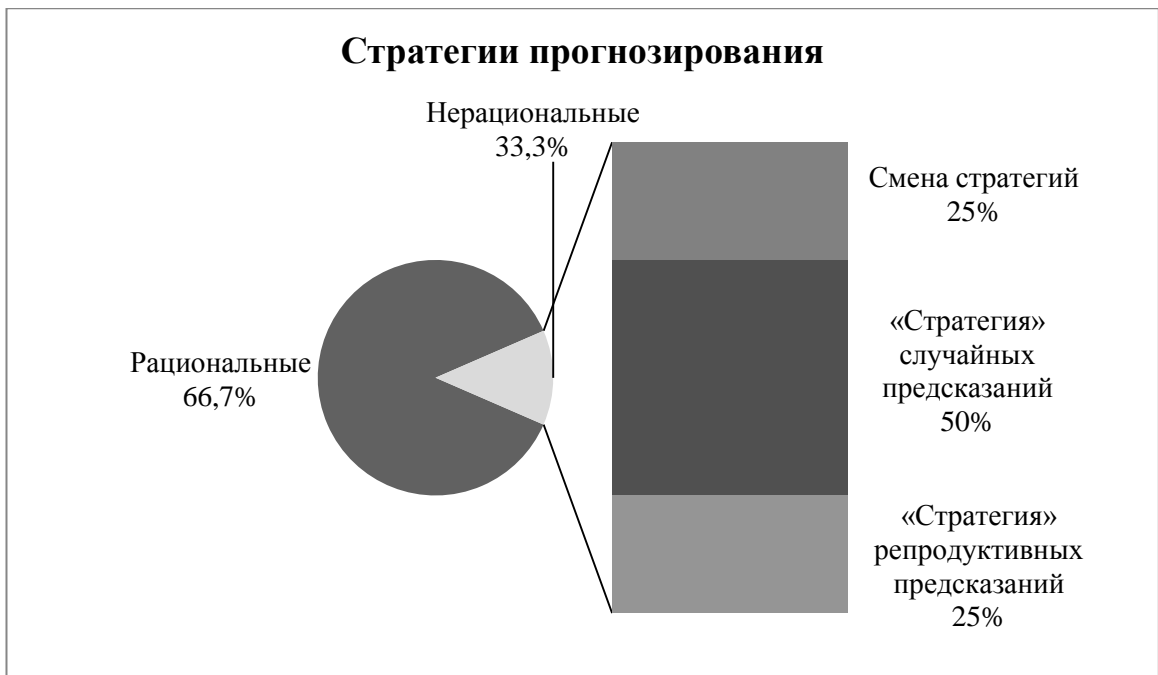 Стратегии прогнозирования
Нерациональные
33,3%
Рациональные
66,7%
Смена стратегий
25%
«Стратегия»
случайных
предсказаний
50%
«Стратегия»
репродуктивных
предсказаний
25%